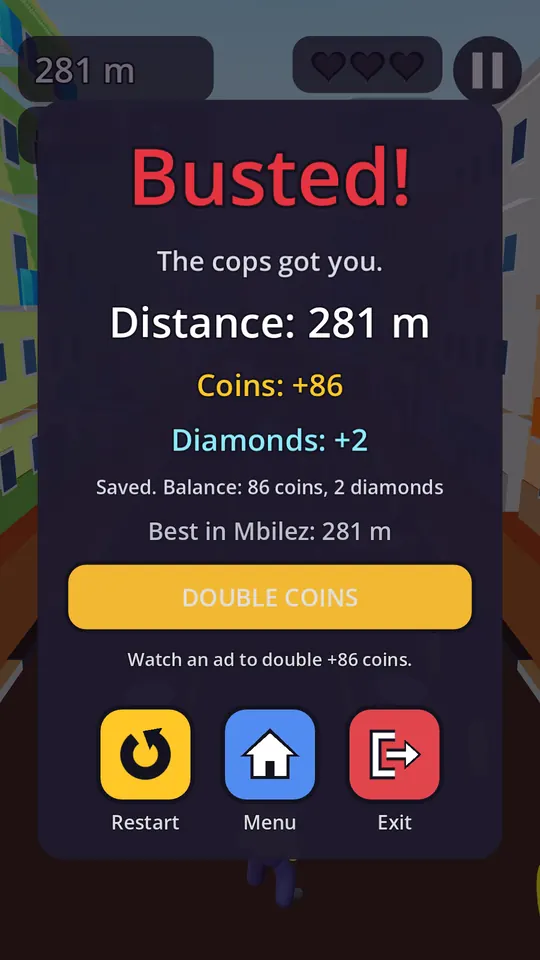 281 m
Busted!
The cops got you.
Distance: 281 m
Coins: +86
Diamonds: +2
Saved. Balance: 86 coins, 2 diamonds
Best in Mbilez: 281 m
DOUBLE COINS
Watch an ad to double +86 coins.
Restart
Menu
Exit